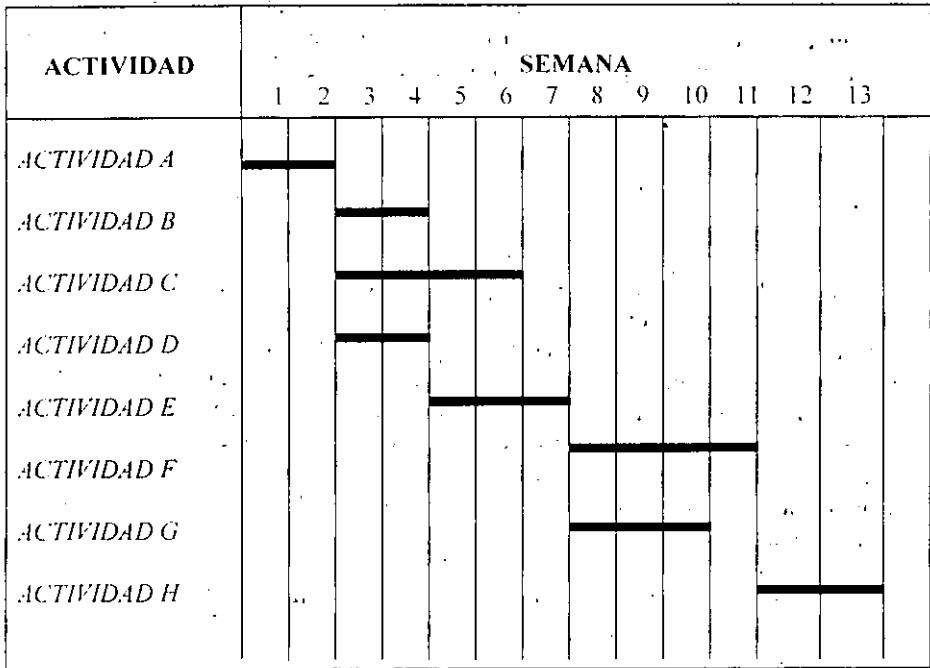 ACTIVIDAD
SEMANA
1 2 3 4 5 6 7 8 9 10 11 12 13
ACTIVIDAD A
ACTIVIDAD B
ACTIVIDAD C
ACTIVIDAD D
ACTIVIDAD E
ACTIVIDAD F
ACTIVIDAD G
ACTIVIDAD H